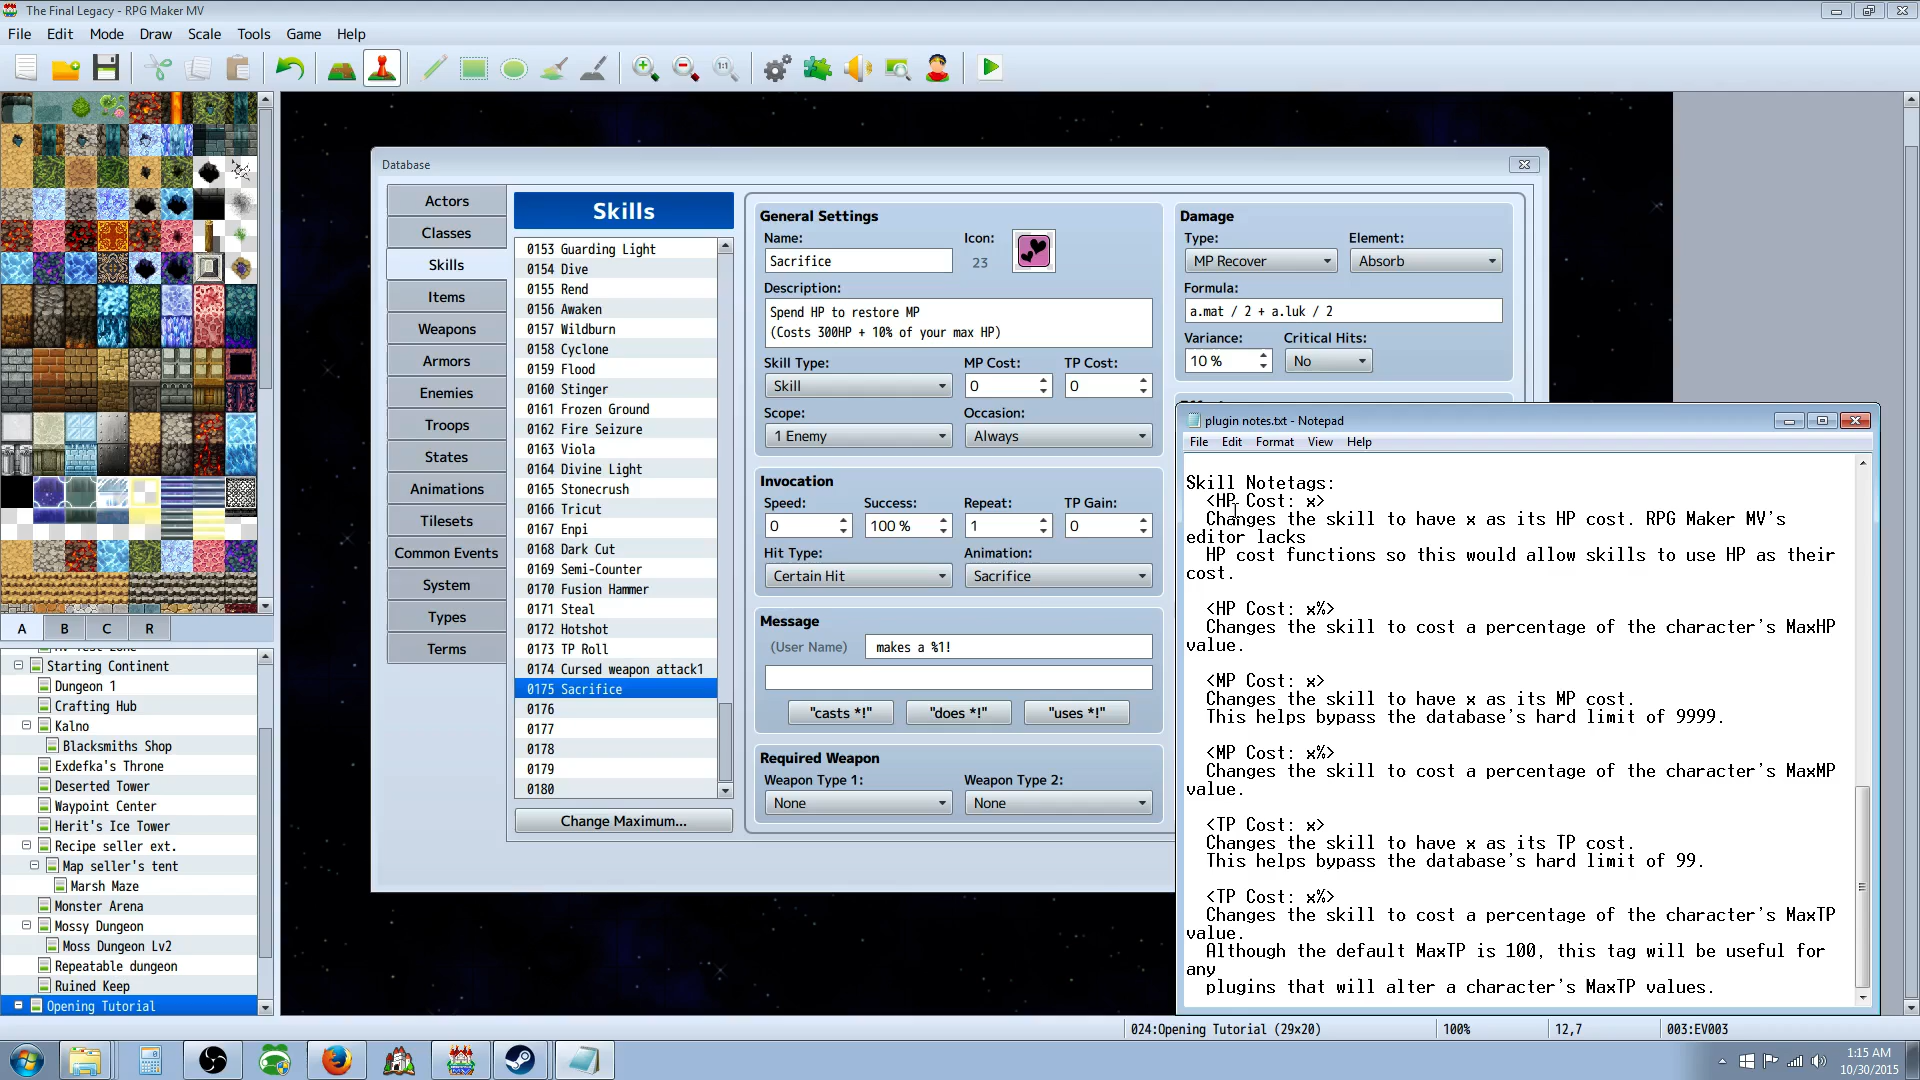 The Final Legacy - RPG Maker MV
File Edit Mode Draw Scale Tools Game Help
1:1
A B C R
Starting Continent
Dungeon 1
Crafting Hub
Kalno
Blacksmiths Shop
Exdefka's Throne
Deserted Tower
Waypoint Center
Herit's Ice Tower
Recipe seller ext.
Map seller's tent
Marsh Maze
Monster Arena
Mossy Dungeon
Moss Dungeon Lv2
Repeatable dungeon
Ruined Keep
Opening Tutorial
Database
Actors
Classes
Skills
Items
Weapons
Armors
Enemies
Troops
States
Animations
Tilesets
Common Events
System
Types
Terms
Skills
0153 Guarding Light
0154 Dive
0155 Rend
0156 Awaken
0157 Wildburn
0158 Cyclone
0159 Flood
0160 Stinger
0161 Frozen Ground
0162 Fire Seizure
0163 Viola
0164 Divine Light
0165 Stonecrush
0166 Tricut
0167 Enpi
0168 Dark Cut
0169 Semi-Counter
0170 Fusion Hammer
0171 Steal
0172 Hotshot
0173 TP Roll
0174 Cursed weapon attack1
0175 Sacrifice
0176
0177
0178
0179
0180
Change Maximum...
General Settings
Name: Icon:
Sacrifice 23
Description:
Spend HP to restore MP
(Costs 300HP + 10% of your max HP)
Skill Type: MP Cost: TP Cost:
Skill 0 0
Scope: Occasion:
1 Enemy Always
Invocation
Speed: Success: Repeat: TP Gain:
0 100 % 1 0
Hit Type: Animation:
Certain Hit Sacrifice
Message
(User Name) makes a %1!
"casts *!" "does *!" "uses *!"
Required Weapon
Weapon Type 1: Weapon Type 2:
None None
Damage
Type: Element:
MP Recover Absorb
Formula:
a.mat / 2 + a.luk / 2
Variance: Critical Hits:
10 % No
plugin notes.txt - Notepad
File Edit Format View Help
Skill Notetags:
<HP Cost: x>
Changes the skill to have x as its HP cost. RPG Maker MV's
editor lacks
HP cost functions so this would allow skills to use HP as their
cost.
<HP Cost: x%>
Changes the skill to cost a percentage of the character's MaxHP
value.
<MP Cost: x>
Changes the skill to have x as its MP cost.
This helps bypass the database's hard limit of 9999.
<MP Cost: x%>
Changes the skill to cost a percentage of the character's MaxMP
value.
<TP Cost: x>
Changes the skill to have x as its TP cost.
This helps bypass the database's hard limit of 99.
<TP Cost: x%>
Changes the skill to cost a percentage of the character's MaxTP
value.
Although the default MaxTP is 100, this tag will be useful for
any
plugins that will alter a character's MaxTP values.
024:Opening Tutorial (29x20) 100% 12,7 003:EV003
1:15 AM
10/30/2015